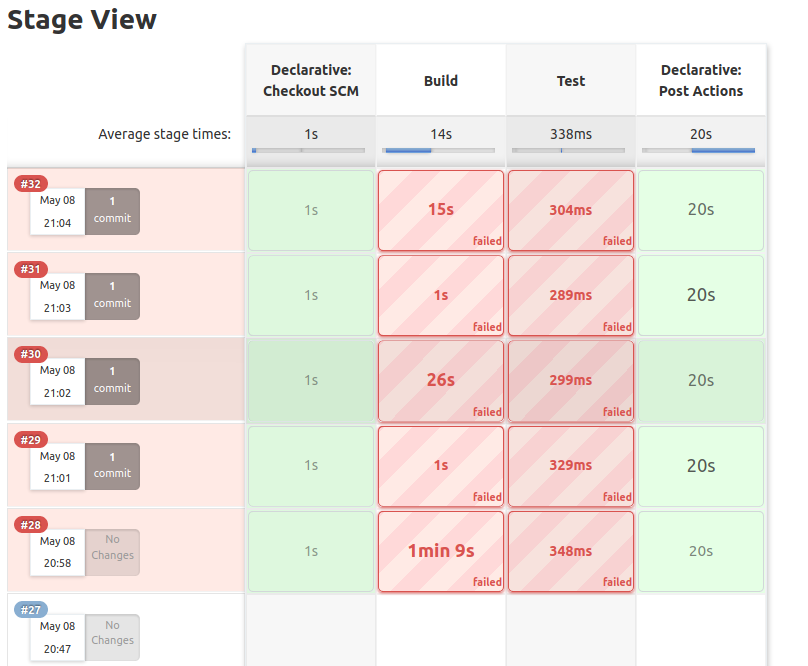 Stage View
Declarative:
Checkout SCM
Build
Test
Declarative:
Post Actions
Average stage times:
1s
14s
338ms
20s
#32
May 08
21:04
1
commit
1s
15s
failed
304ms
failed
20s
#31
May 08
21:03
1
commit
1s
1s
failed
289ms
failed
20s
#30
May 08
21:02
1
commit
1s
26s
failed
299ms
failed
20s
#29
May 08
21:01
1
commit
1s
1s
failed
329ms
failed
20s
#28
May 08
20:58
No
Changes
1s
1min 9s
failed
348ms
failed
20s
#27
May 08
20:47
No
Changes